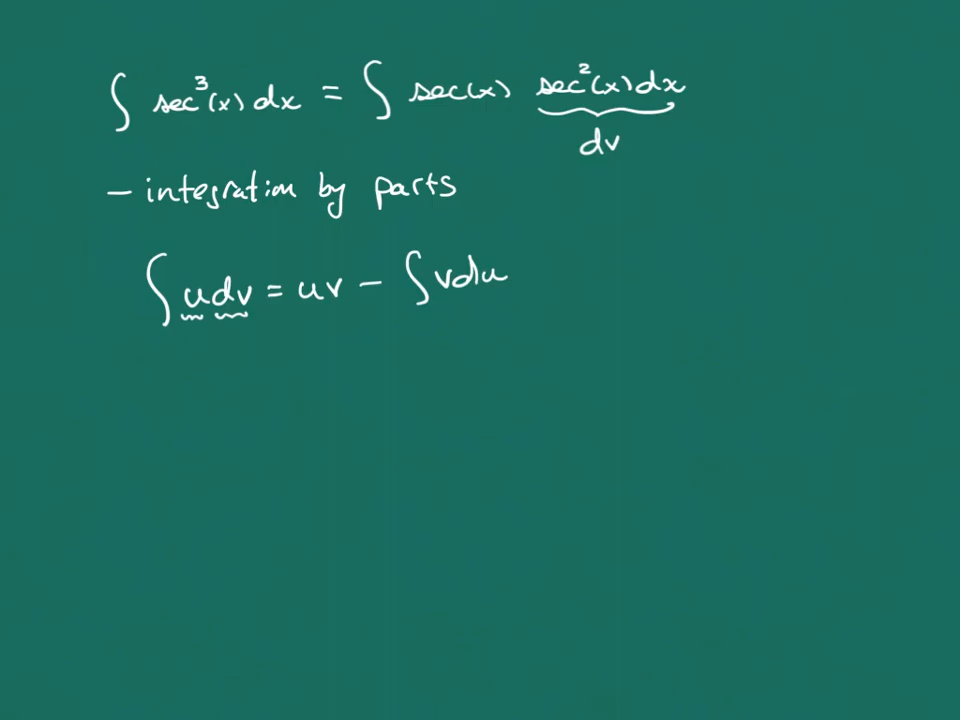 ∫ sec³(x) dx = ∫ sec(x) sec²(x) dx
dv
- integration by parts
∫ u dv = uv - ∫ v du